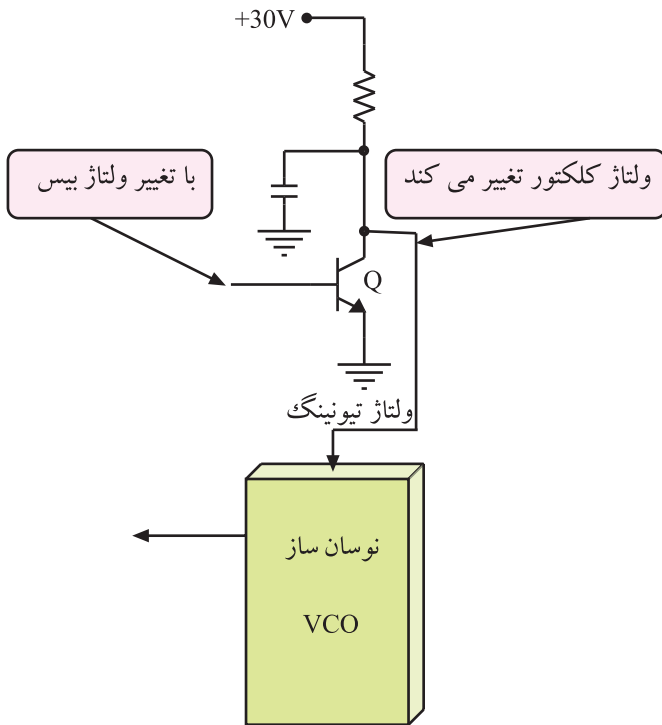 +30V
با تغییر ولتاژ بیس
ولتاژ کلکتور تغییر می کند
Q
ولتاژ تیونینگ
نوسان ساز
VCO